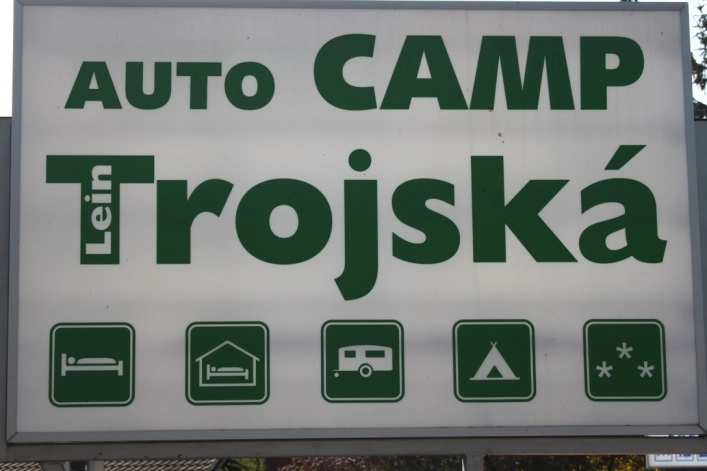 AUTO CAMP
Trojská
Lein